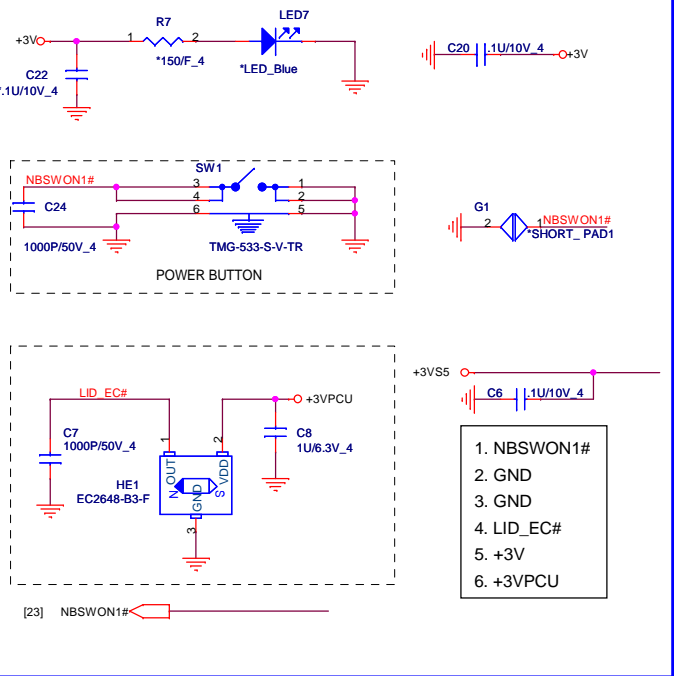 R7
LED7
+3V
1
2
*150/F_4
*LED_Blue
C22
.1U/10V_4
C20
.1U/10V_4
+3V
SW1
NBSWON1#
3
1
4
2
6
5
C24
1000P/50V_4
TMG-533-S-V-TR
POWER BUTTON
G1
2
1
NBSWON1#
*SHORT_ PAD1
LID_EC#
+3VPCU
C7
1000P/50V_4
1
2
C8
1U/6.3V_4
HE1
EC2648-B3-F
OUT
VDD
N
S
GND
3
+3VS5
C6
.1U/10V_4
1. NBSWON1#
2. GND
3. GND
4. LID_EC#
5. +3V
6. +3VPCU
[23] NBSWON1#